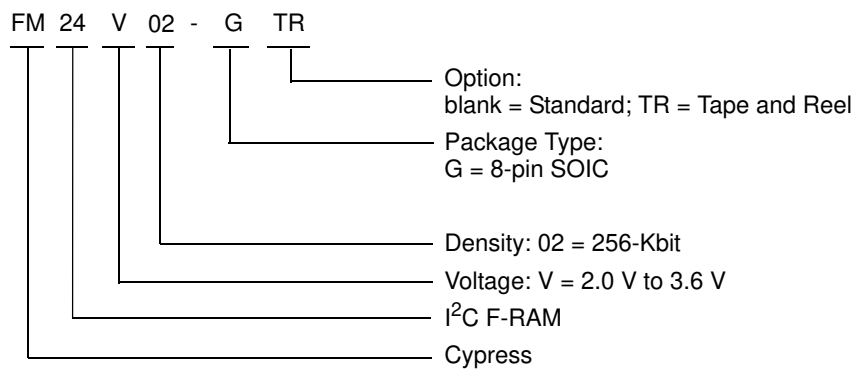 FM 24 V 02 - G TR
Option:
blank = Standard; TR = Tape and Reel
Package Type:
G = 8-pin SOIC
Density: 02 = 256-Kbit
Voltage: V = 2.0 V to 3.6 V
I²C F-RAM
Cypress